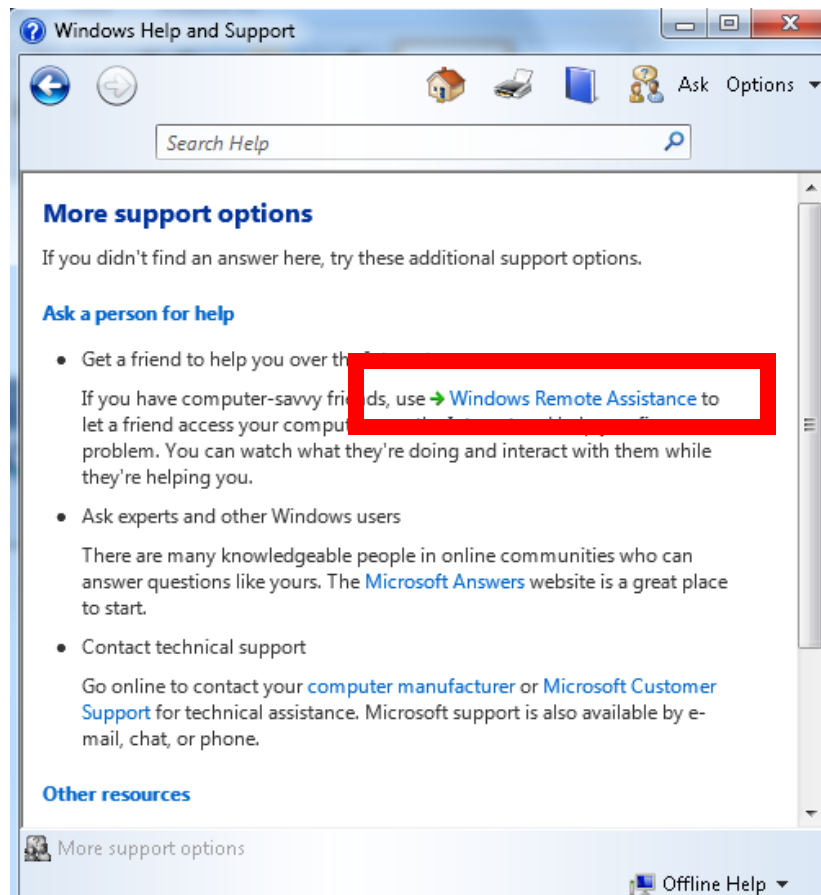 Windows Help and Support
Ask Options
Search Help
More support options
If you didn't find an answer here, try these additional support options.
Ask a person for help
• Get a friend to help you over
If you have computer-savvy friends, use Windows Remote Assistance to
let a friend access your
problem. You can watch what they're doing and interact with them while
they're helping you.
• Ask experts and other Windows users
There are many knowledgeable people in online communities who can
answer questions like yours. The Microsoft Answers website is a great place
to start.
• Contact technical support
Go online to contact your computer manufacturer or Microsoft Customer
Support for technical assistance. Microsoft support is also available by e-
mail, chat, or phone.
Other resources
More support options
Offline Help